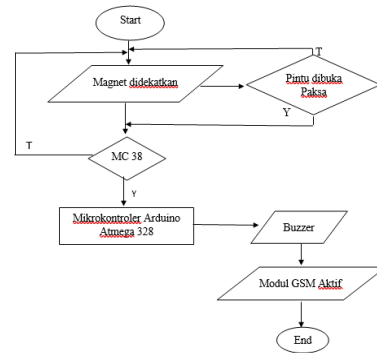 Start
T
Magnet didekatkan
Pintu dibuka
Paksa
Y
T
MC 38
Y
Mikrokontroler Arduino
Atmega 328
Buzzer
Modul GSM Aktif
End